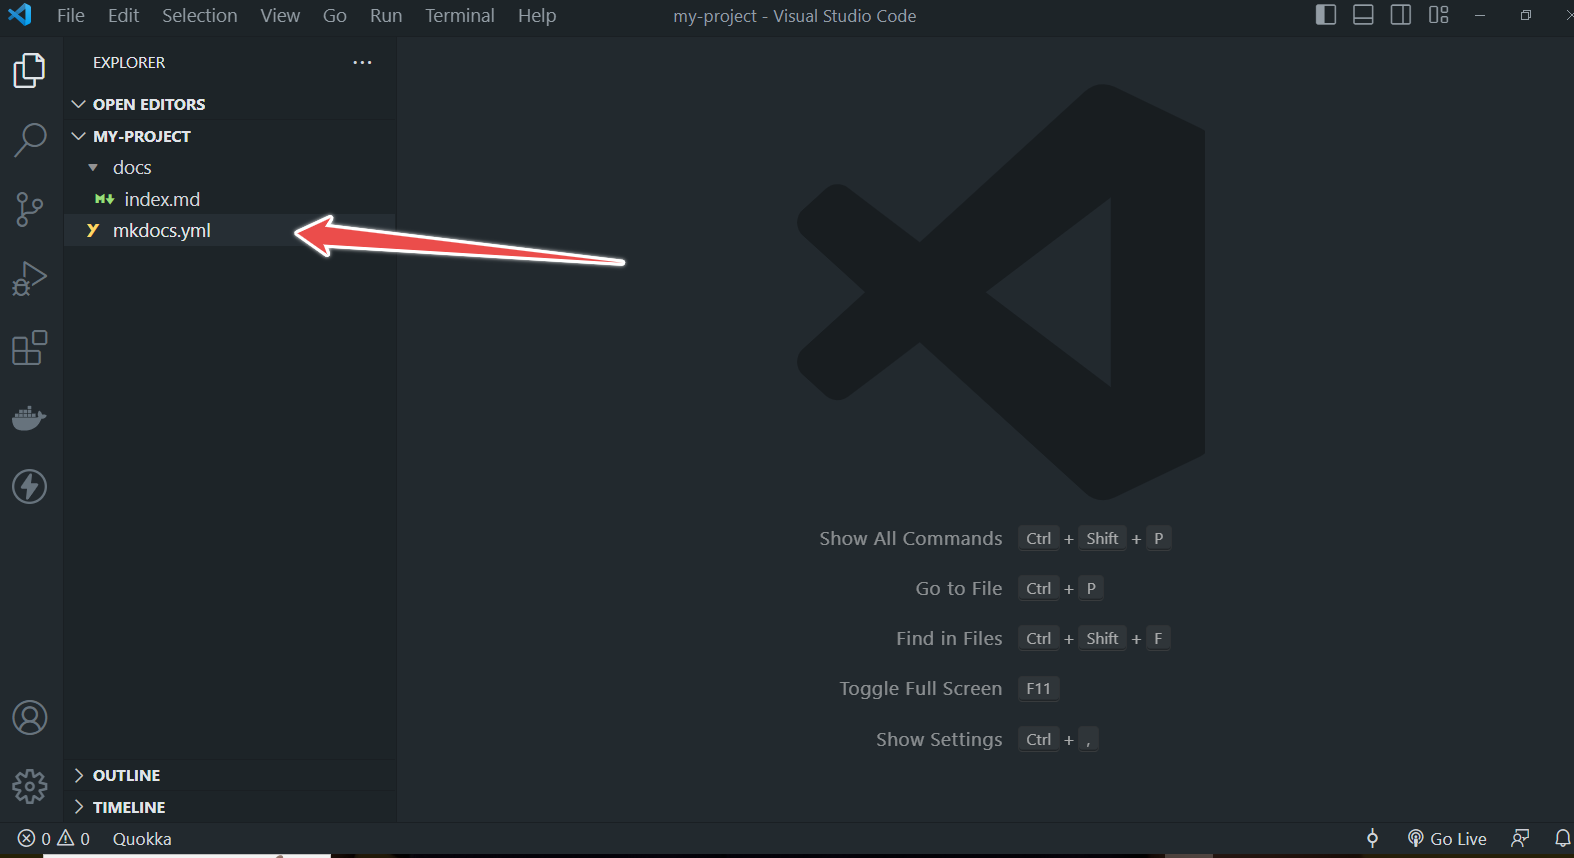 File Edit Selection View Go Run Terminal Help my-project - Visual Studio Code
EXPLORER
OPEN EDITORS
MY-PROJECT
docs
index.md
Y mkdocs.yml
Show All Commands Ctrl + Shift + P
Go to File Ctrl + P
Find in Files Ctrl + Shift + F
Toggle Full Screen F11
Show Settings Ctrl + ,
OUTLINE
TIMELINE
0 0 Quokka Go Live